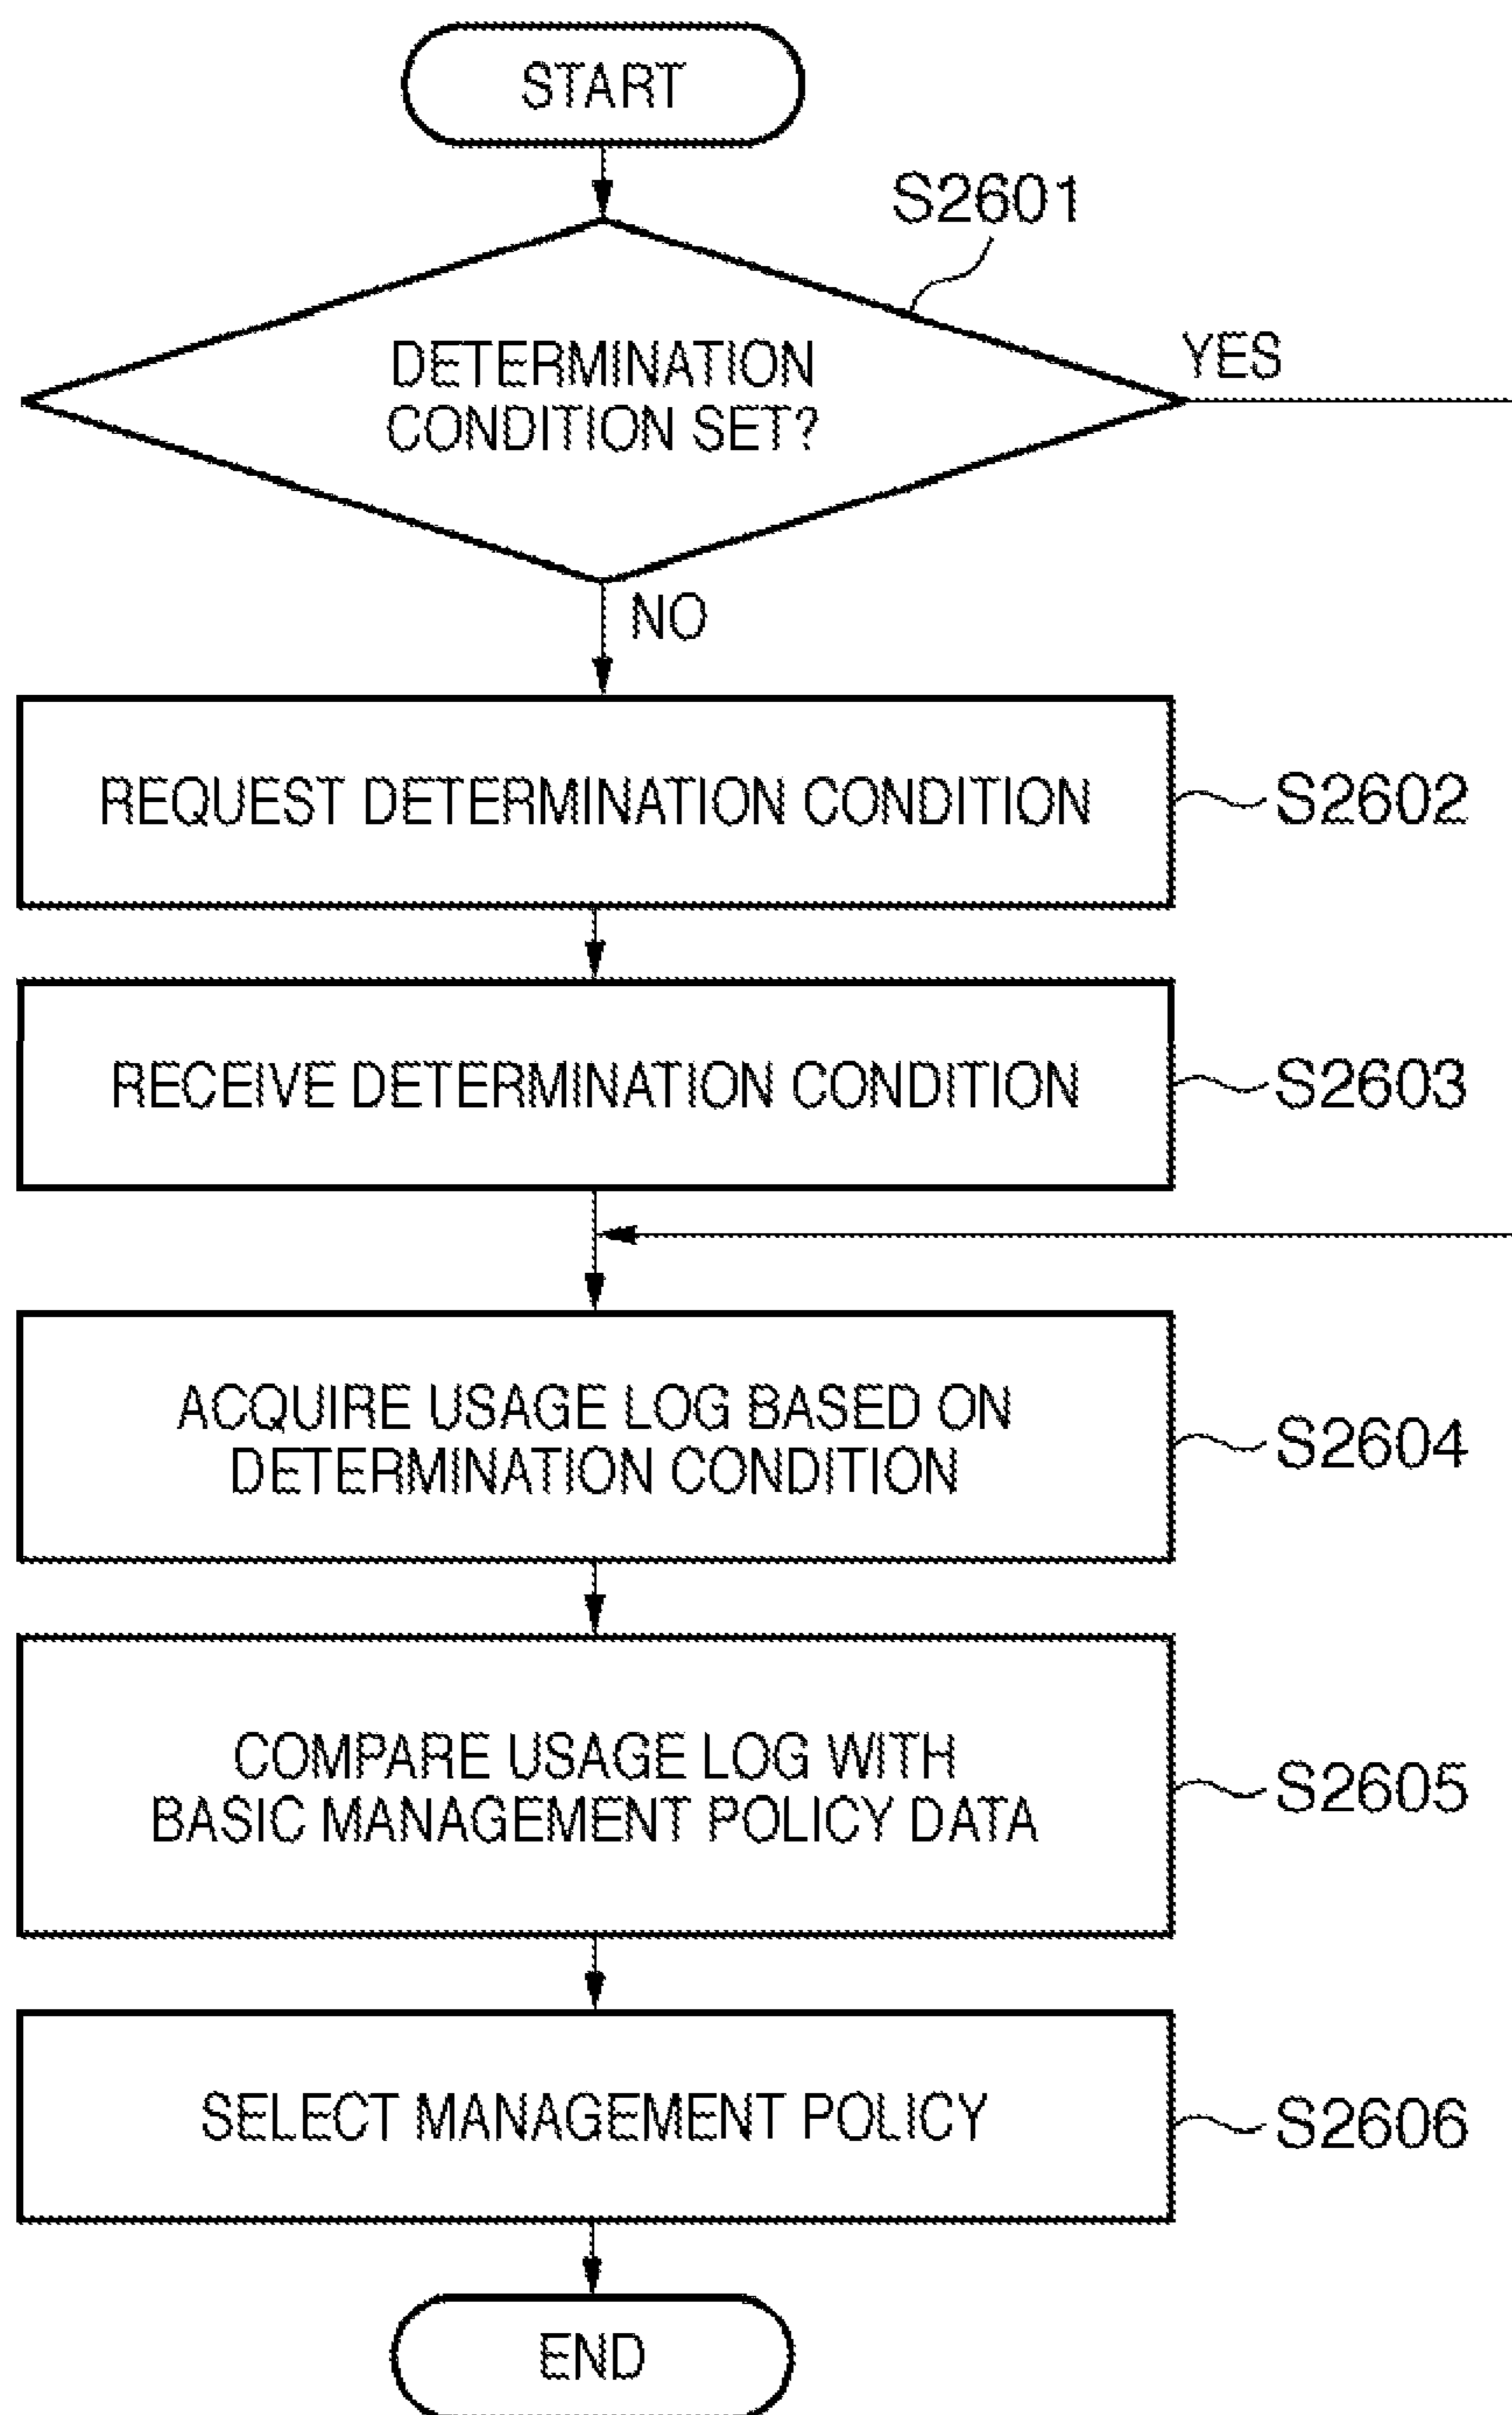 START
S2601
DETERMINATION
CONDITION SET?
YES
NO
REQUEST DETERMINATION CONDITION
S2602
RECEIVE DETERMINATION CONDITION
S2603
ACQUIRE USAGE LOG BASED ON
DETERMINATION CONDITION
S2604
COMPARE USAGE LOG WITH
BASIC MANAGEMENT POLICY DATA
S2605
SELECT MANAGEMENT POLICY
S2606
END